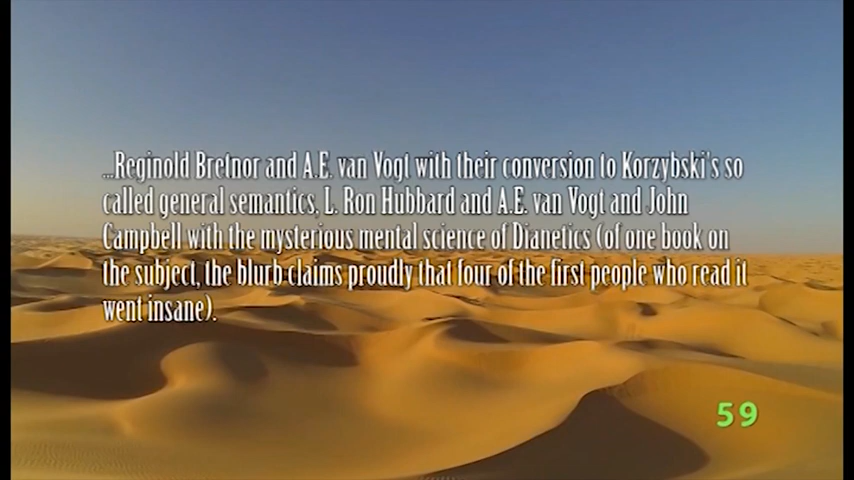 ...Reginold Bretnor and A.E. van Vogt with their conversion to Korzybski's so
called general semantics, L. Ron Hubbard and A.E. van Vogt and John
Campbell with the mysterious mental science of Dianetics (of one book on
the subject, the blurb claims proudly that four of the first people who read it
went insane).
59